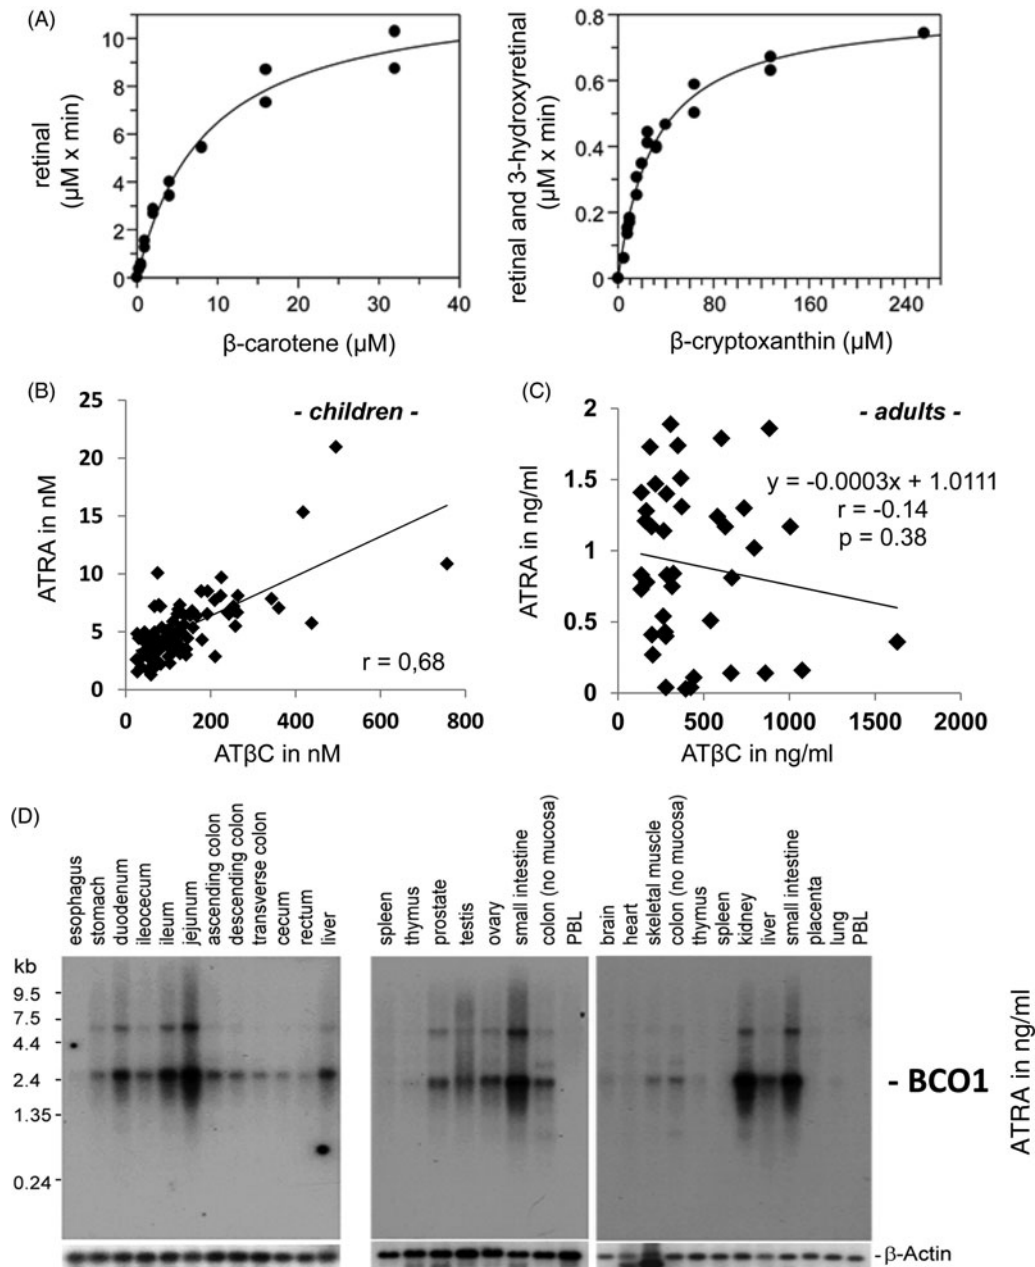 (A)
10
8
6
4
2
0
retinal
(µM x min)
0 10 20 30 40
β-carotene (µM)
0.8
0.6
0.4
0.2
0
retinal and 3-hydroxyretinal
(µM x min)
0 80 160 240
β-cryptoxanthin (µM)
(B)
25
20
15
10
5
0
ATRA in nM
- children -
r = 0,68
0 200 400 600 800
ATβC in nM
(C)
2
1.5
1
0.5
0
ATRA in ng/ml
- adults -
y = -0.0003x + 1.0111
r = -0.14
p = 0.38
0 500 1000 1500 2000
ATβC in ng/ml
(D)
esophagus
stomach
duodenum
ileocecum
ileum
jejunum
ascending colon
descending colon
transverse colon
cecum
rectum
liver
spleen
thymus
prostate
testis
ovary
small intestine
colon (no mucosa)
PBL
brain
heart
skeletal muscle
colon (no mucosa)
thymus
spleen
kidney
liver
small intestine
placenta
lung
PBL
kb
9.5
7.5
4.4
2.4
1.35
0.24
- BCO1
ATRA in ng/ml
-β-Actin